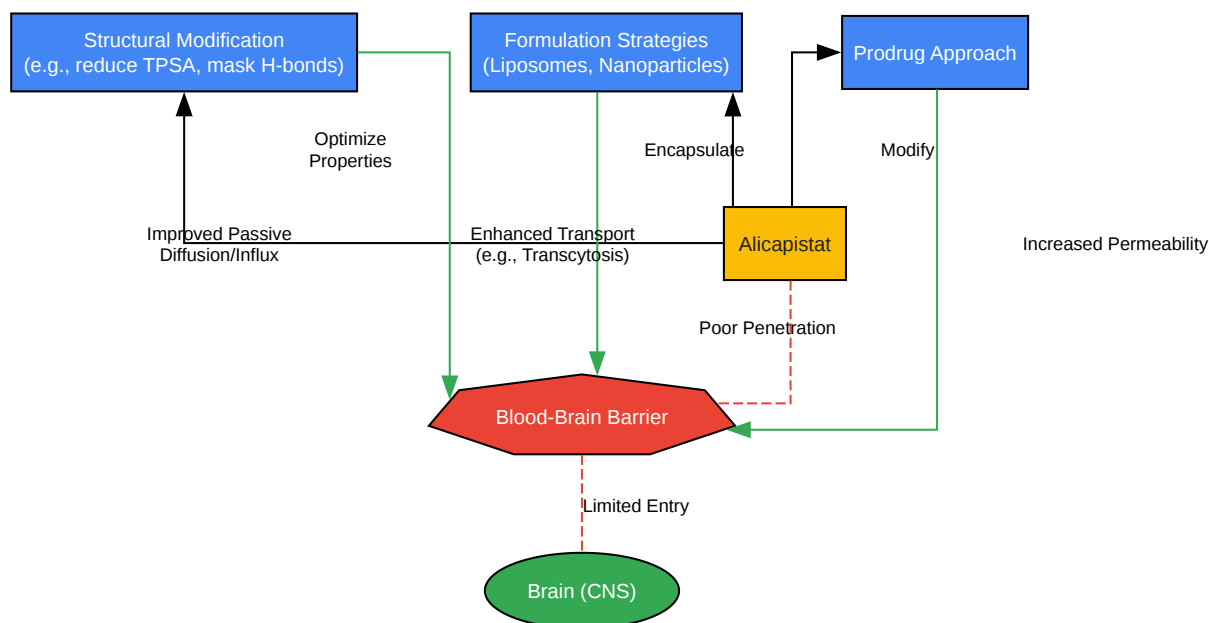 Structural Modification
(e.g., reduce TPSA, mask H-bonds)
Formulation Strategies
(Liposomes, Nanoparticles)
Prodrug Approach
Optimize
Properties
Encapsulate
Modify
Improved Passive
Diffusion/Influx
Enhanced Transport
(e.g., Transcytosis)
Alicapistat
Increased Permeability
Poor Penetration
Blood-Brain Barrier
Limited Entry
Brain (CNS)